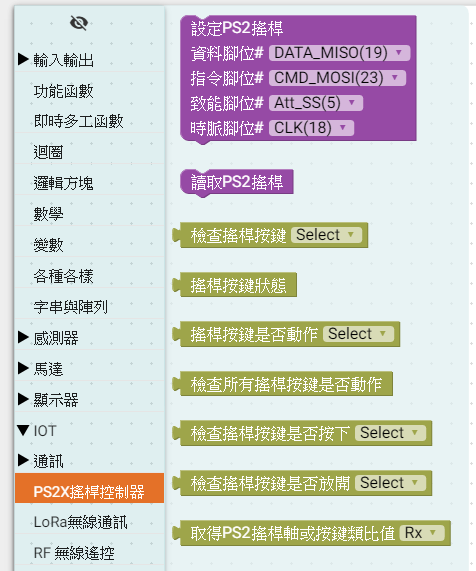 輸入輸出
功能函數
即時多工函數
迴圈
邏輯方塊
數學
變數
各種各樣
字串與陣列
感測器
馬達
顯示器
IOT
通訊
PS2X搖桿控制器
LoRa無線通訊
RF 無線遙控
設定PS2搖桿
資料腳位# DATA_MISO(19)
指令腳位# CMD_MOSI(23)
致能腳位# Att_SS(5)
時脈腳位# CLK(18)
讀取PS2搖桿
檢查搖桿按鍵 Select
搖桿按鍵狀態
搖桿按鍵是否動作 Select
檢查所有搖桿按鍵是否動作
檢查搖桿按鍵是否按下 Select
檢查搖桿按鍵是否放開 Select
取得PS2搖桿軸或按鍵類比值 Rx